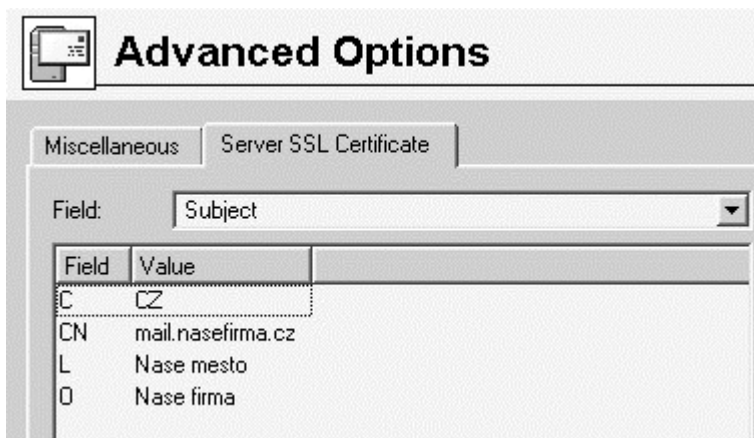 Advanced Options
Miscellaneous Server SSL Certificate
Field: Subject
Field Value
C CZ
CN mail.nasefirma.cz
L Nase mesto
O Nase firma